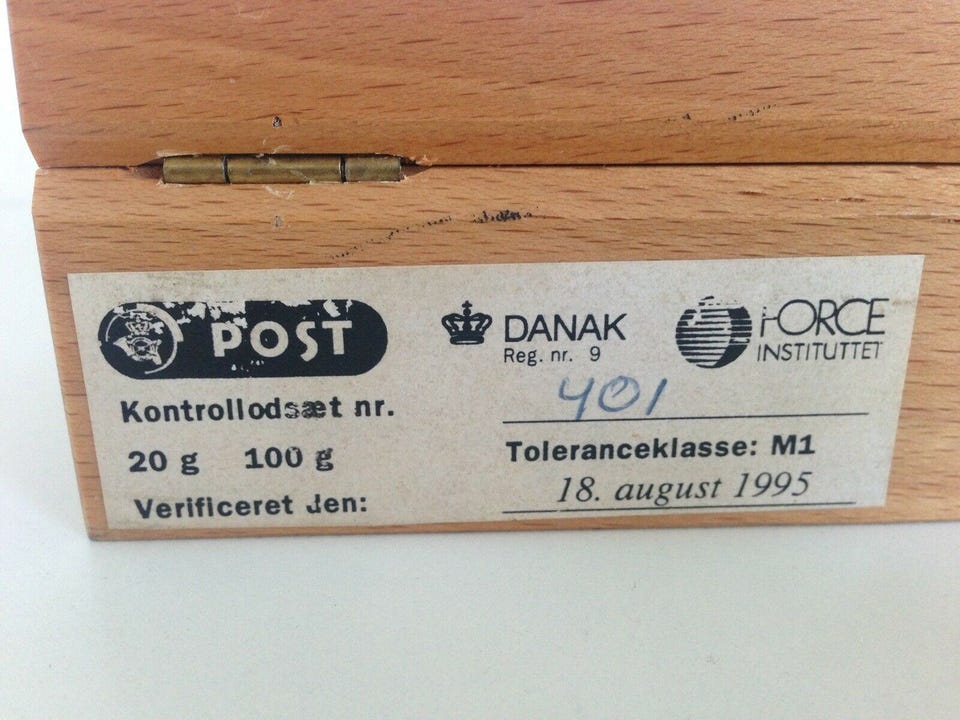 POST
DANAK
Reg. nr. 9
FORCE
INSTITUTTET
Kontrollodsæt nr. 401
20 g 100 g Toleranceklasse: M1
Verificeret den: 18. august 1995